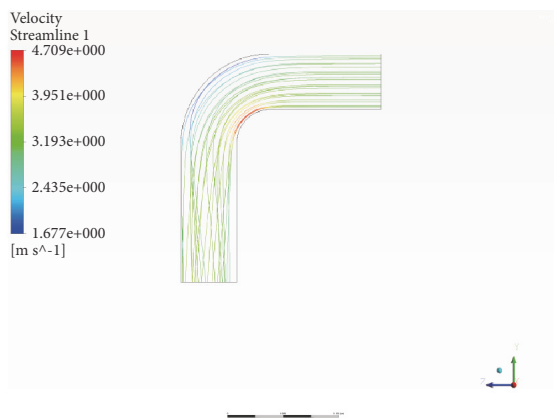 Velocity
Streamline 1
4.709e+000
3.951e+000
3.193e+000
2.435e+000
1.677e+000
[m s^-1]
Y
Z